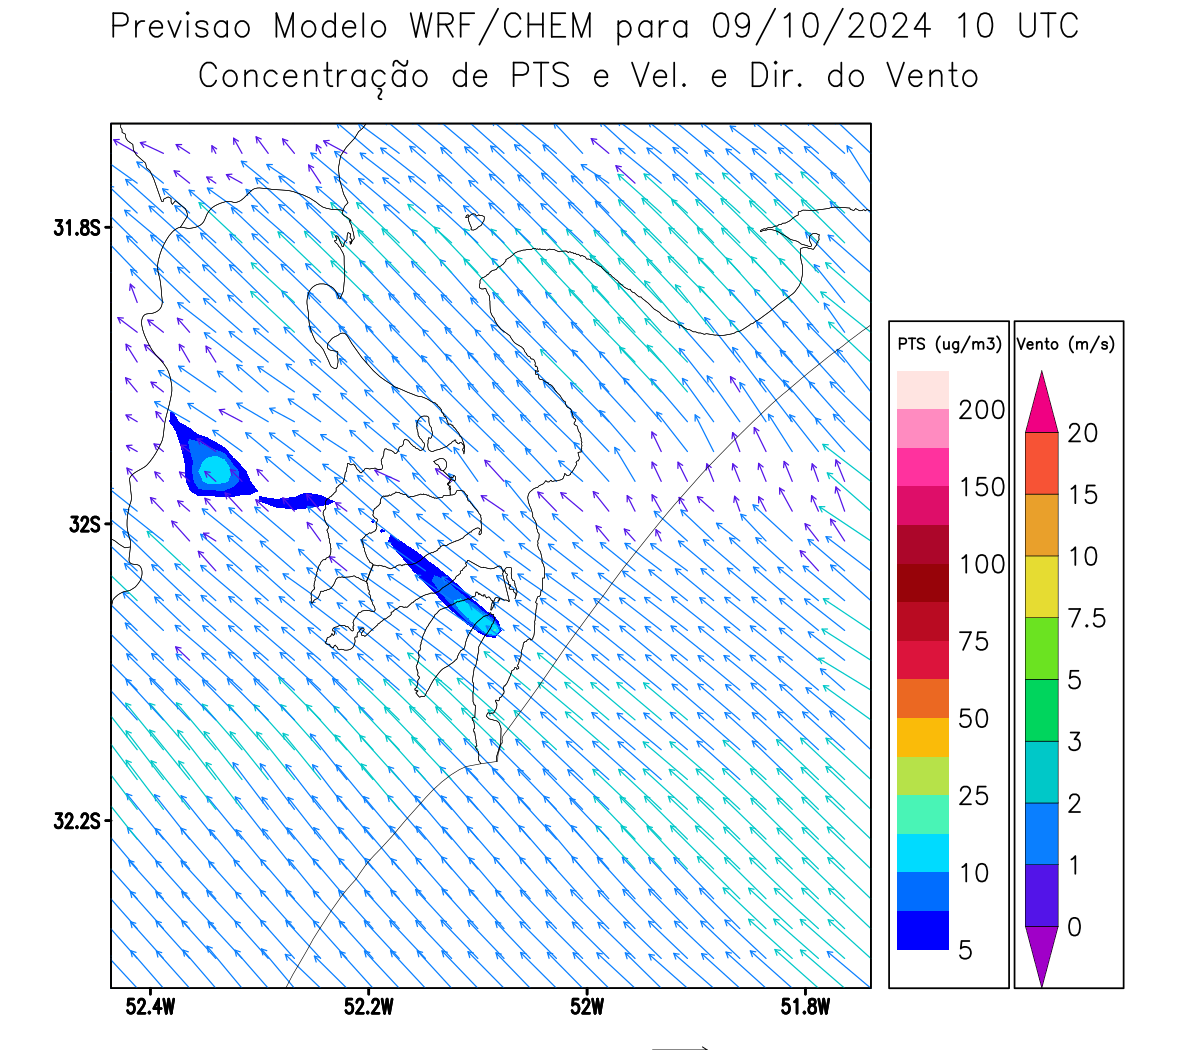 Previsao Modelo WRF/CHEM para 09/10/2024 10 UTC
Concentração de PTS e Vel. e Dir. do Vento
31.8S
32S
32.2S
52.4W
52.2W
52W
51.8W
PTS (ug/m3)
200
150
100
75
50
25
10
5
Vento (m/s)
20
15
10
7.5
5
3
2
1
0